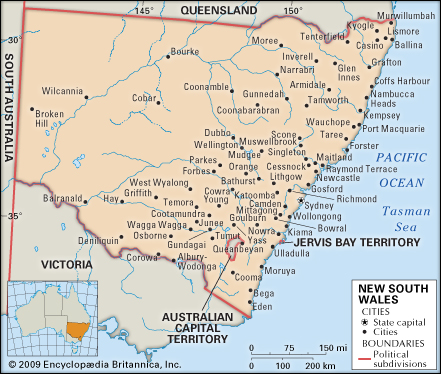 QUEENSLAND
SOUTH AUSTRALIA
VICTORIA
AUSTRALIAN
CAPITAL
TERRITORY
JERVIS BAY TERRITORY
PACIFIC
OCEAN
Tasman
Sea
150°
30°
35°
Murwillumbah
Kyogle
Lismore
Casino
Ballina
Tenterfield
Moree
Bourke
Inverell
Glen
Innes
Grafton
Narrabri
Armidale
Coffs Harbour
Wilcannia
Cobar
Coonamble
Gunnedah
Coonabarabran
Tamworth
Nambucca
Heads
Broken
Hill
Kempsey
Wauchope
Port Macquarie
Dubbo
Scone
Taree
Wellington
Muswellbrook
Forster
Mudgee
Singleton
Maitland
Parkes
Orange
Cessnock
Raymond Terrace
Forbes
Lithgow
Newcastle
Bathurst
Gosford
West Wyalong
Cowra
Katoomba
Richmond
Balranald
Hay
Griffith
Young
Camden
Sydney
Temora
Mittagong
Cootamundra
Goulburn
Wollongong
Wagga Wagga
Junee
Bowral
Deniliquin
Osborne
Nowra
Kiama
Tumut
Yass
Gundagai
Queanbeyan
Ulladulla
Corowa
Albury-
Wodonga
Moruya
Cooma
Bega
Eden
NEW SOUTH
WALES
CITIES
State capital
Cities
BOUNDARIES
Political
subdivisions
0 75 150 mi
0 100 200 km
© 2009 Encyclopædia Britannica, Inc.